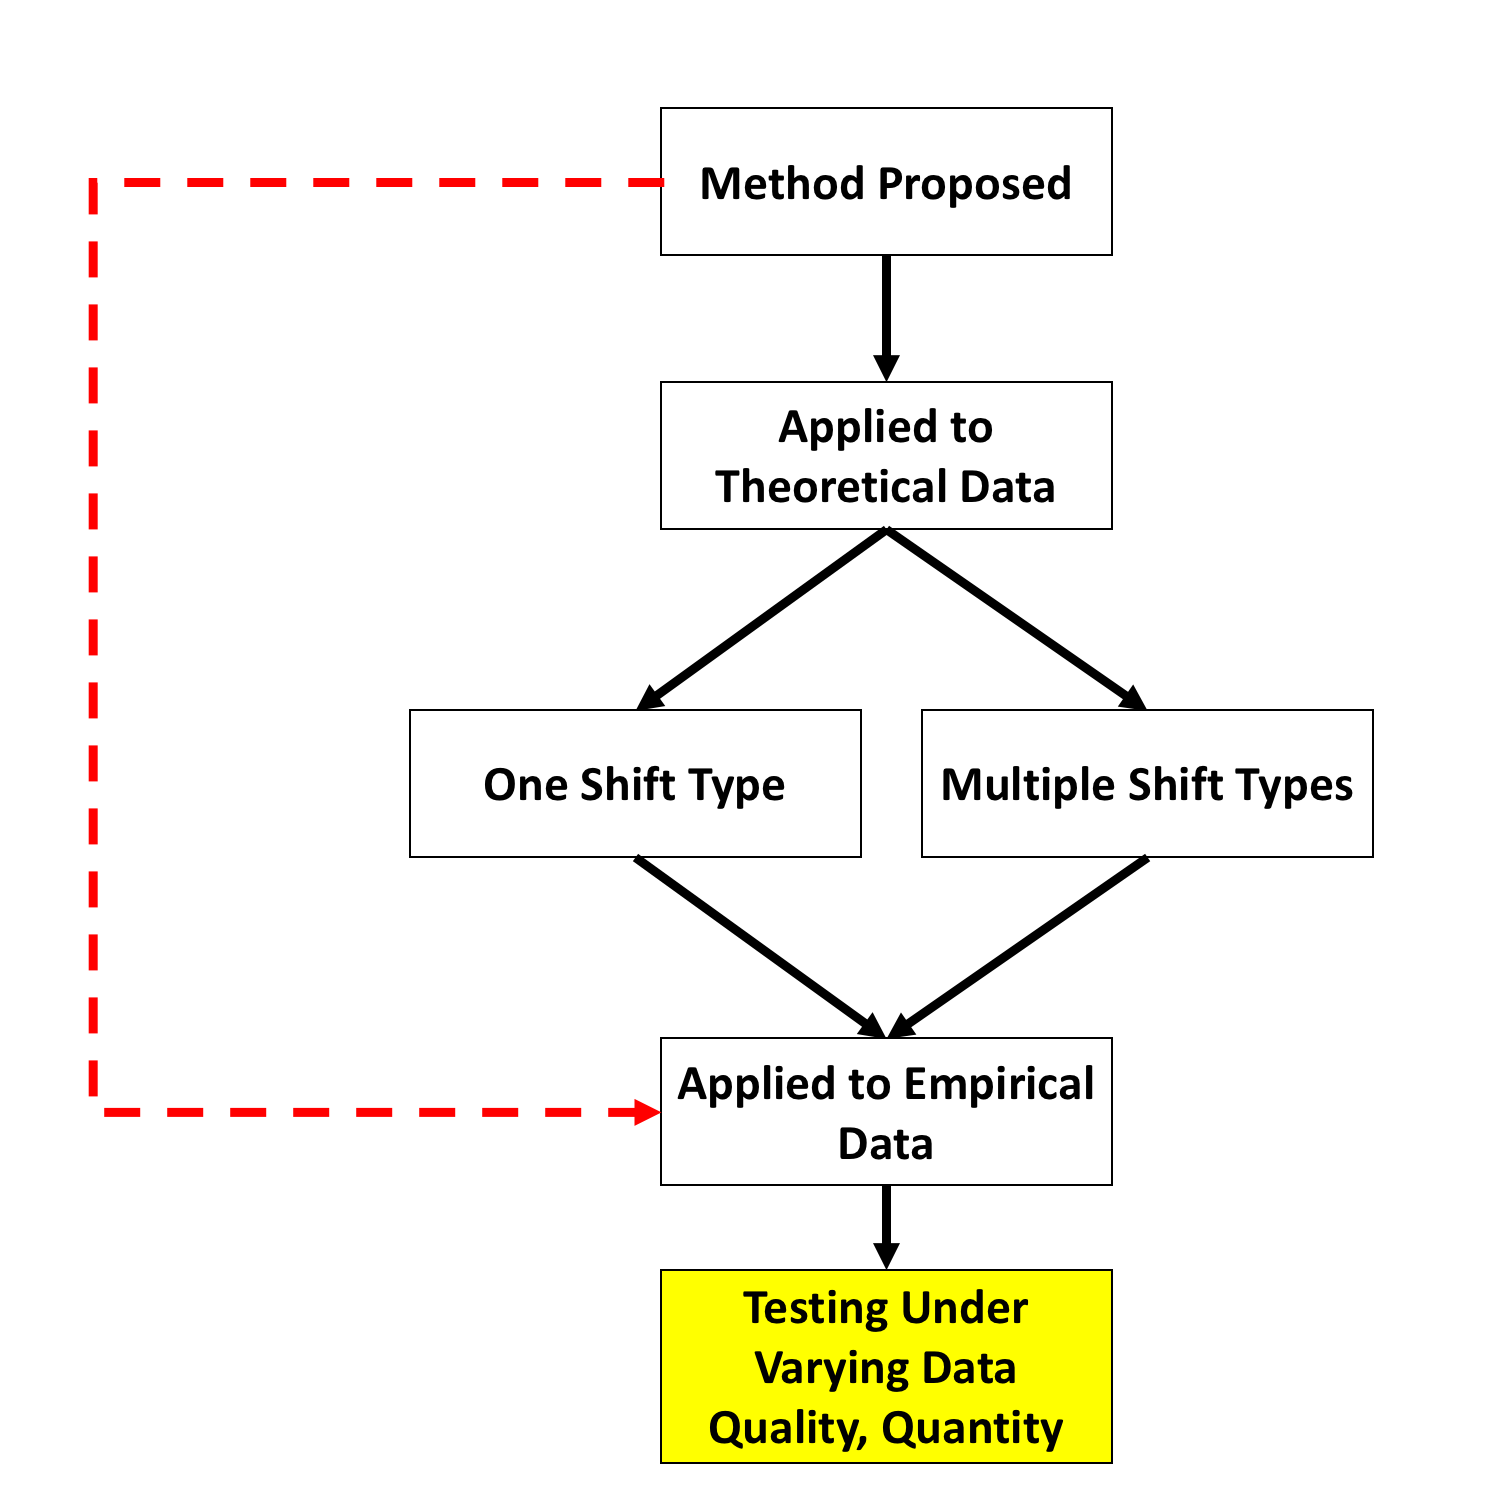 Method Proposed
Applied to
Theoretical Data
One Shift Type
Multiple Shift Types
Applied to Empirical
Data
Testing Under
Varying Data
Quality, Quantity